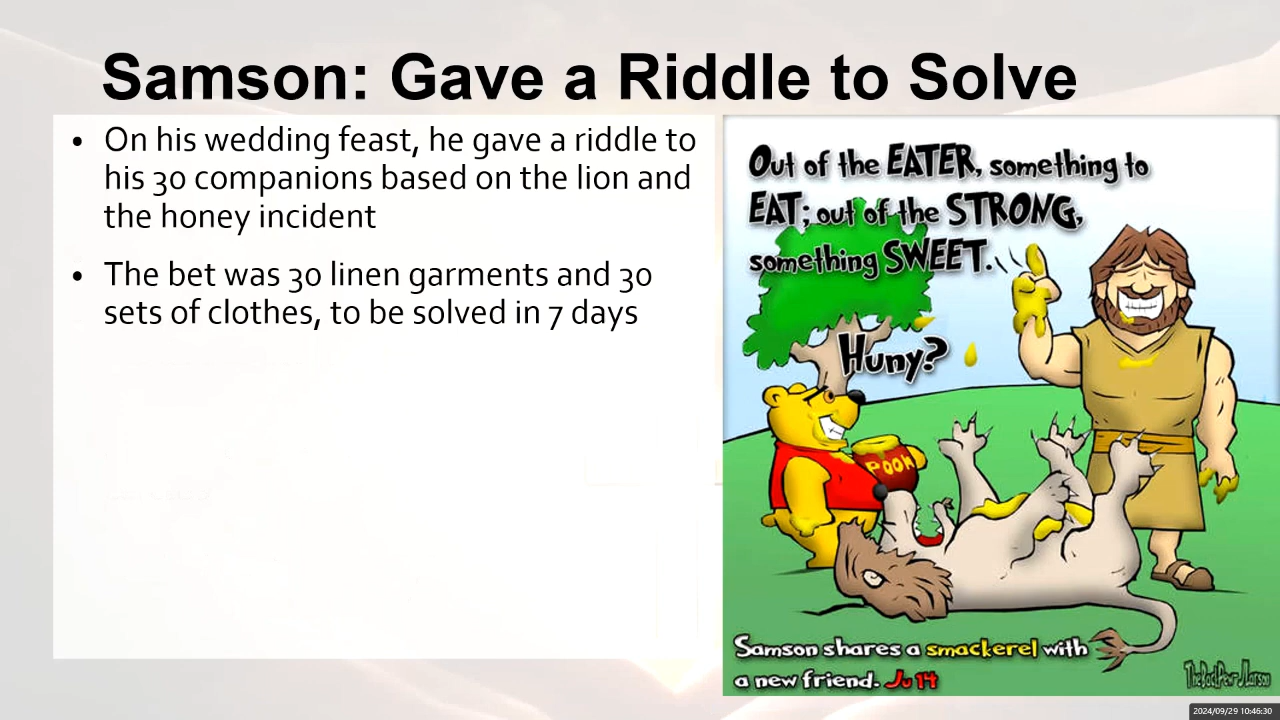 Samson: Gave a Riddle to Solve
• On his wedding feast, he gave a riddle to
his 30 companions based on the lion and
the honey incident
• The bet was 30 linen garments and 30
sets of clothes, to be solved in 7 days
Out of the EATER, something to
EAT; out of the STRONG,
something SWEET.
Huny?
POOH
Samson shares a smackerel with
a new friend. Ju 14
TheBadPewr JLarson
2024/09/29 10:46:30